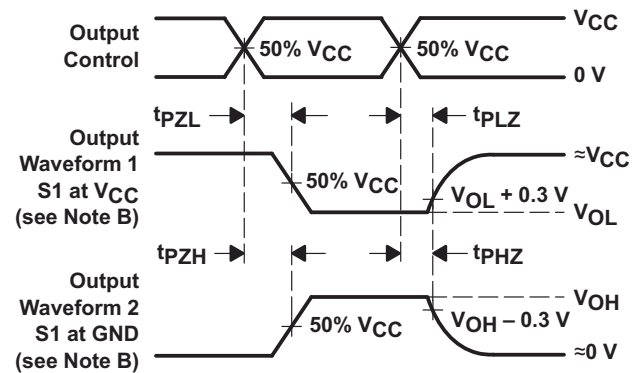 Output
Control
50% VCC
50% VCC
VCC
0 V
tPZL
tPLZ
Output
Waveform 1
S1 at VCC
(see Note B)
50% VCC
≈VCC
VOL + 0.3 V
VOL
tPZH
tPHZ
Output
Waveform 2
S1 at GND
(see Note B)
50% VCC
VOH
VOH – 0.3 V
≈0 V